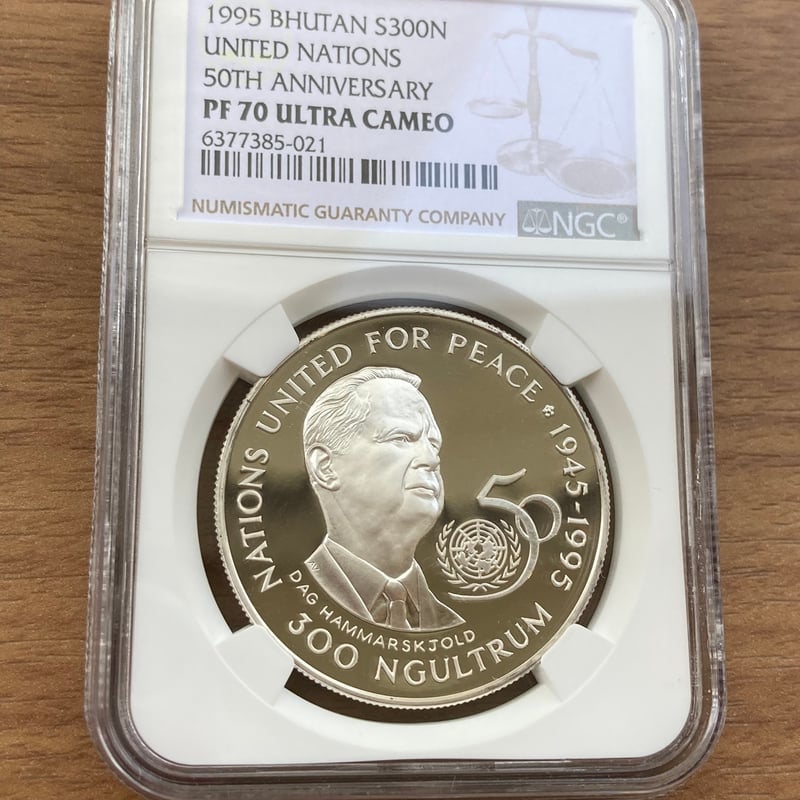 1995 BHUTAN S300N
UNITED NATIONS
50TH ANNIVERSARY
PF 70 ULTRA CAMEO
6377385-021
NUMISMATIC GUARANTY COMPANY
NGC®
NATIONS UNITED FOR PEACE
1945-1995
50
DAG HAMMARSKJOLD
300 NGULTRUM